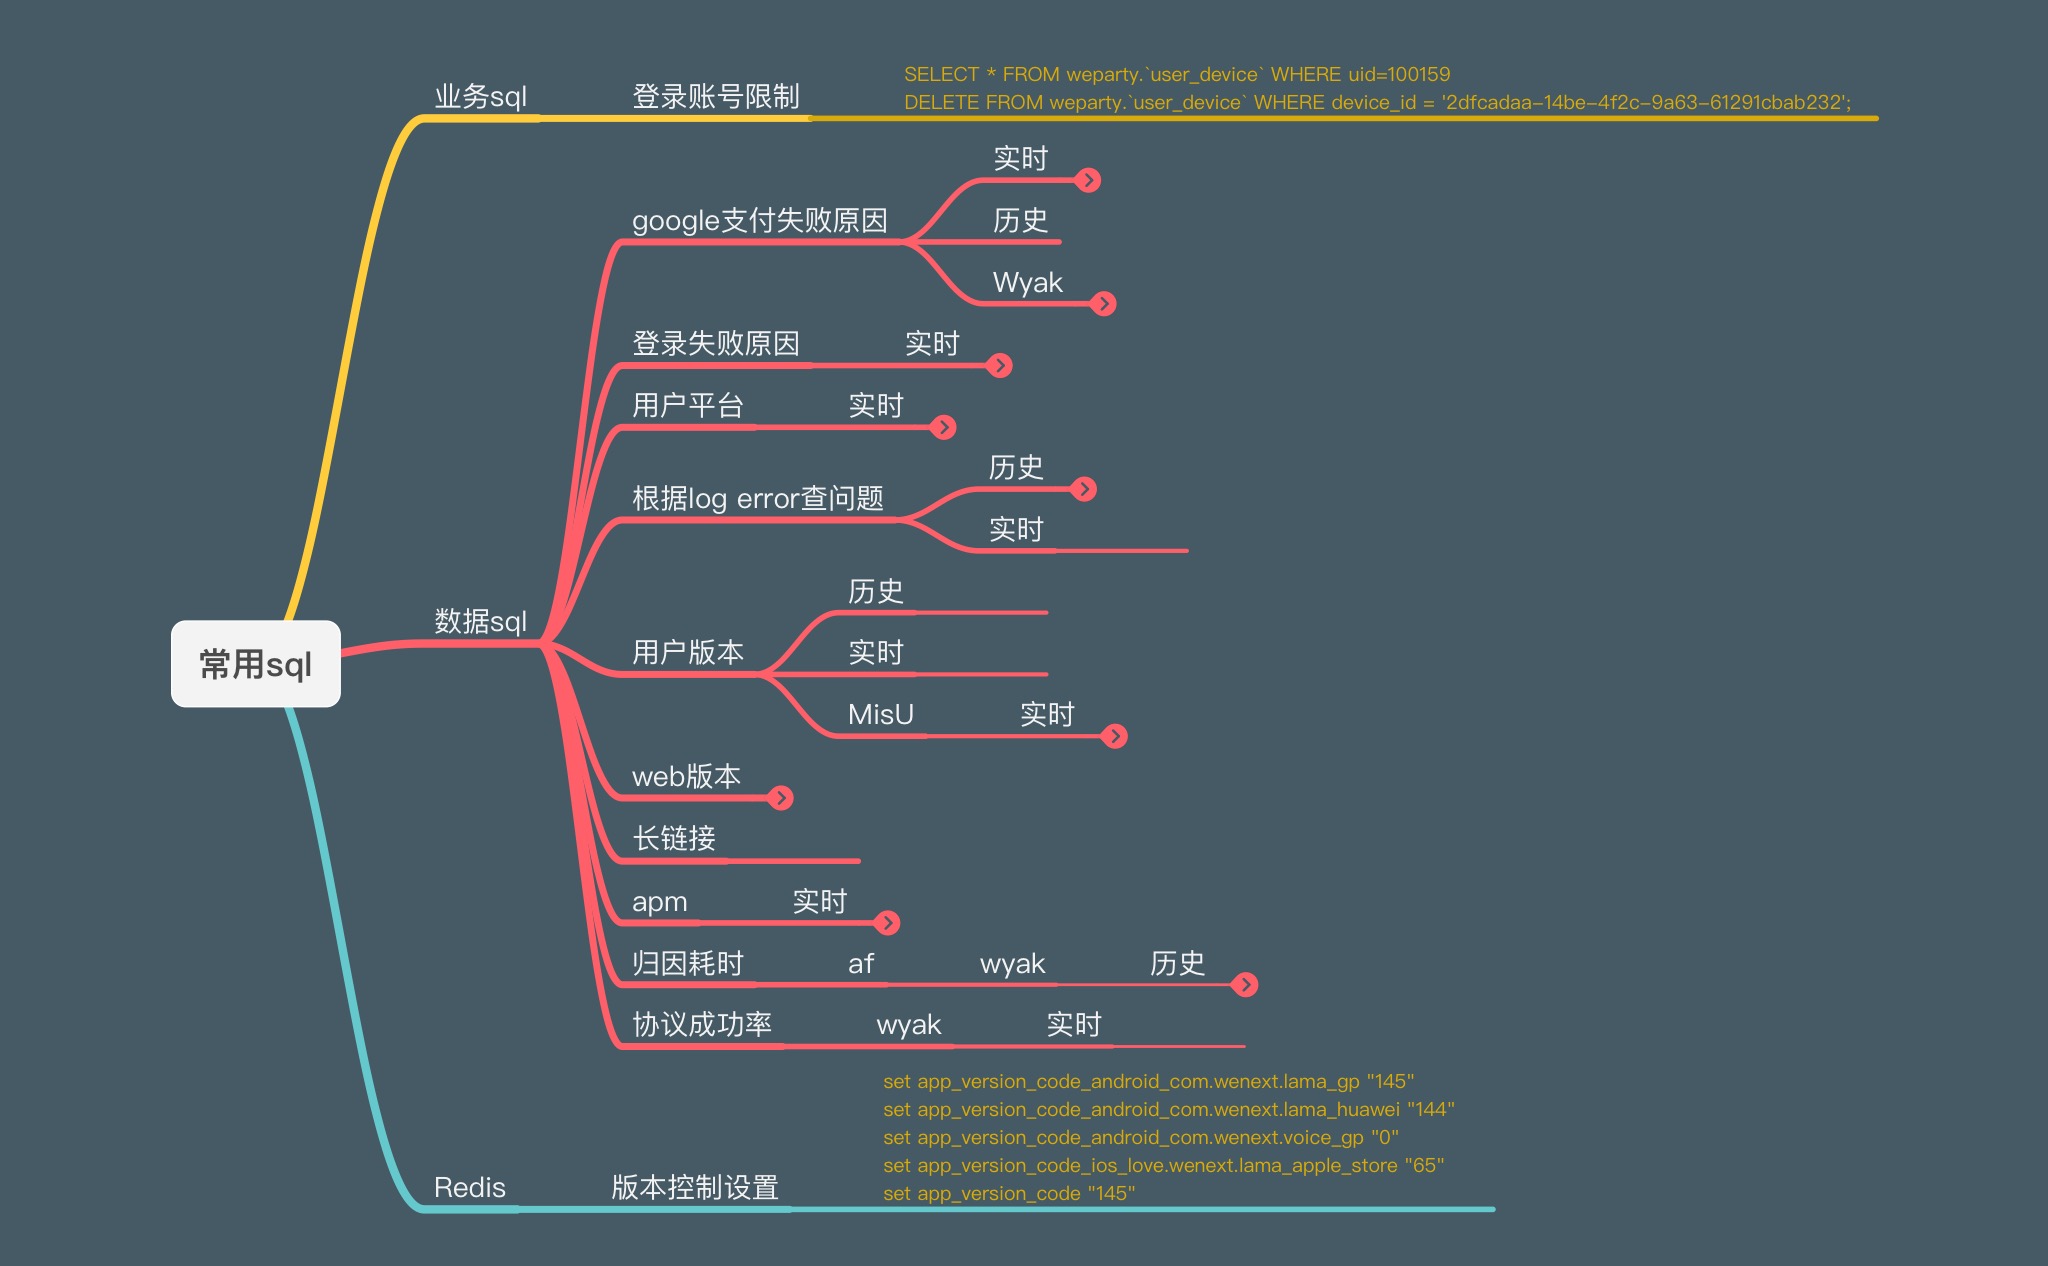 业务sql
登录账号限制
SELECT * FROM weparty.`user_device` WHERE uid=100159
DELETE FROM weparty.`user_device` WHERE device_id = '2dfcadaa-14be-4f2c-9a63-61291cbab232';
常用sql
数据sql
google支付失败原因
实时
历史
Wyak
登录失败原因
实时
用户平台
实时
根据log error查问题
历史
实时
用户版本
历史
实时
MisU
实时
web版本
长链接
apm
实时
归因耗时
af
wyak
历史
协议成功率
wyak
实时
Redis
版本控制设置
set app_version_code_android_com.wenext.lama_gp "145"
set app_version_code_android_com.wenext.lama_huawei "144"
set app_version_code_android_com.wenext.voice_gp "0"
set app_version_code_ios_love.wenext.lama_apple_store "65"
set app_version_code "145"